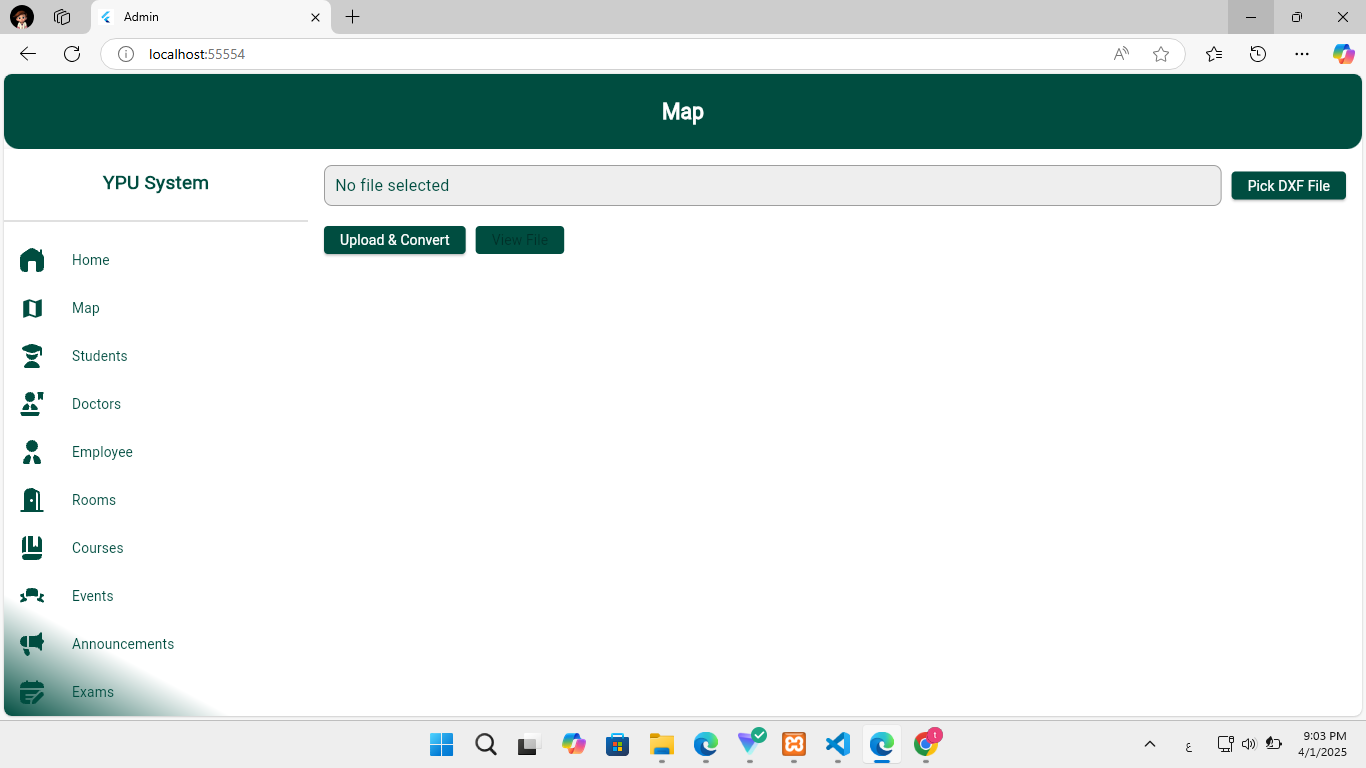 Admin
localhost:55554
Map
YPU System
No file selected
Pick DXF File
Upload & Convert
View File
Home
Map
Students
Doctors
Employee
Rooms
Courses
Events
Announcements
Exams
t
ع
9:03 PM
4/1/2025